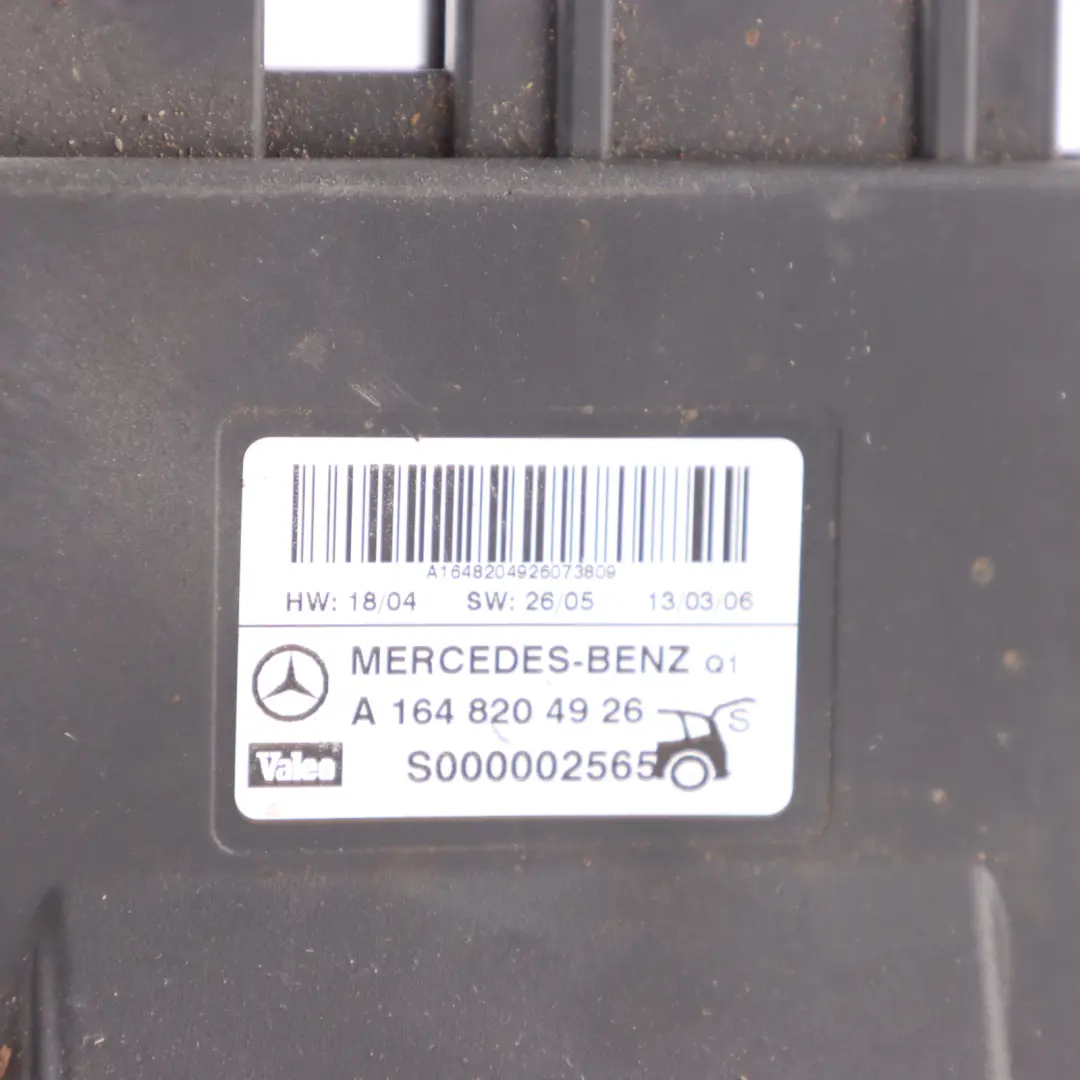 A1648204926073809
HW: 18/04 SW: 26/05 13/03/06
MERCEDES-BENZ Q1
A 164 820 49 26
S
Valeo S000002565